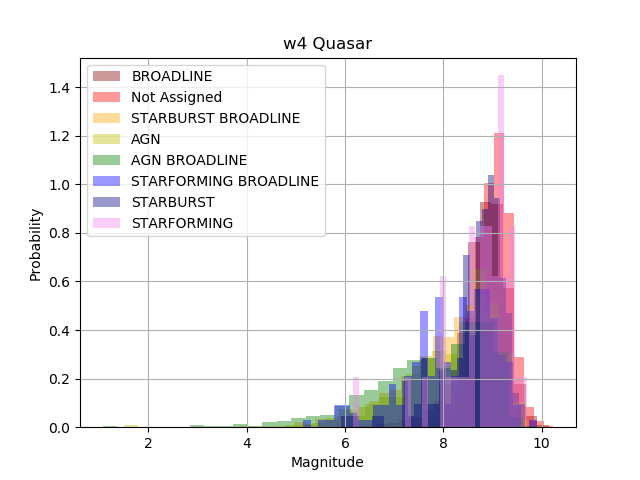 w4 Quasar
BROADLINE
Not Assigned
STARBURST BROADLINE
AGN
AGN BROADLINE
STARFORMING BROADLINE
STARBURST
STARFORMING
Probability
1.4
1.2
1.0
0.8
0.6
0.4
0.2
0.0
2 4 6 8 10
Magnitude